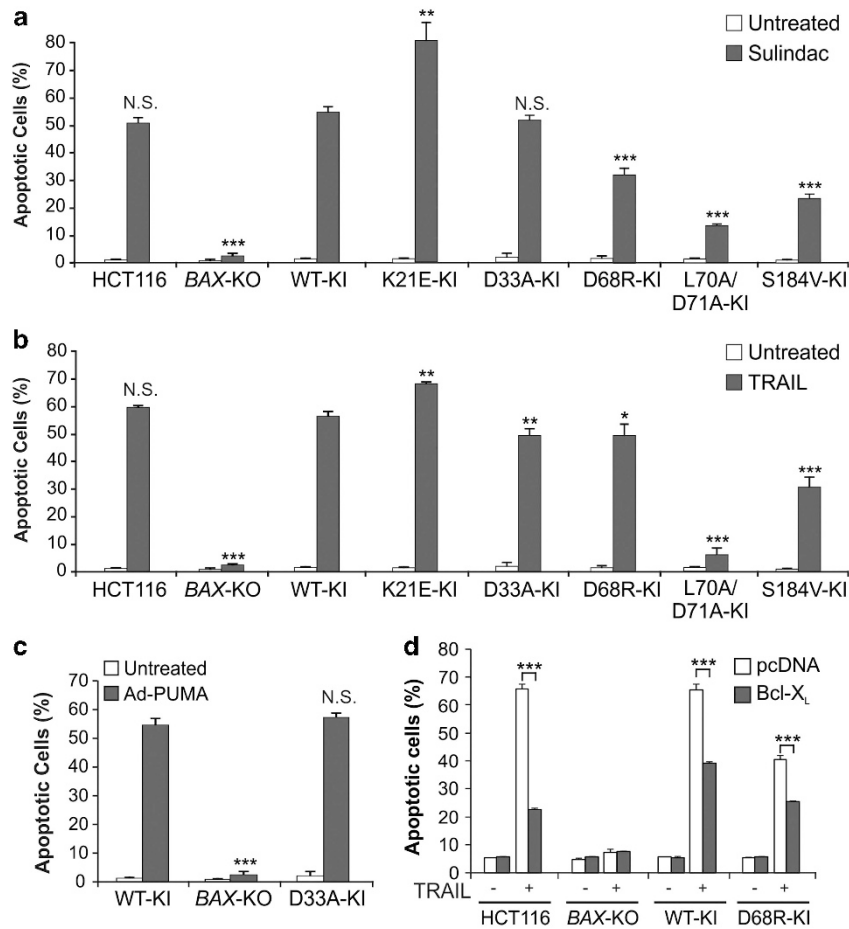 a
Untreated
Sulindac
Apoptotic Cells (%)
80
70
60
50
40
30
20
10
0
N.S.
***
**
N.S.
***
***
***
HCT116
BAX-KO
WT-KI
K21E-KI
D33A-KI
D68R-KI
L70A/
D71A-KI
S184V-KI
b
Untreated
TRAIL
Apoptotic Cells (%)
80
70
60
50
40
30
20
10
0
N.S.
***
**
**
*
***
***
HCT116
BAX-KO
WT-KI
K21E-KI
D33A-KI
D68R-KI
L70A/
D71A-KI
S184V-KI
c
Untreated
Ad-PUMA
Apoptotic Cells (%)
70
60
50
40
30
20
10
0
***
N.S.
WT-KI
BAX-KO
D33A-KI
d
pcDNA
Bcl-XL
Apoptotic cells (%)
80
70
60
50
40
30
20
10
0
***
***
***
TRAIL - + - + - + - +
HCT116
BAX-KO
WT-KI
D68R-KI